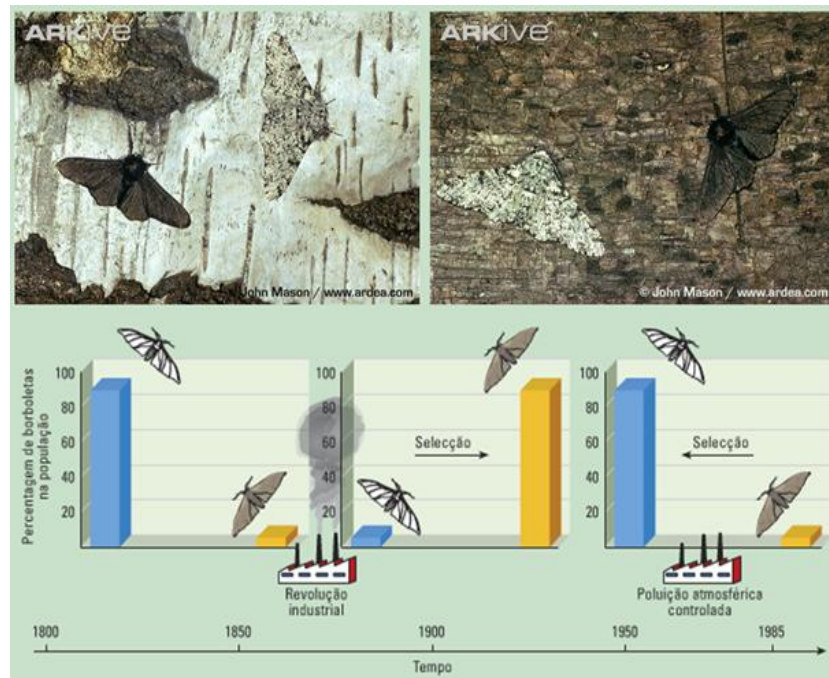 ARKive
ARKive
John Mason / www.ardea.com
© John Mason / www.ardea.com
Percentagem de borboletas
na população
100
80
60
40
20
100
80
60
40
20
Selecção
100
80
60
40
20
Selecção
Revolução
industrial
Poluição atmosférica
controlada
1800
1850
1900
1950
1985
Tempo